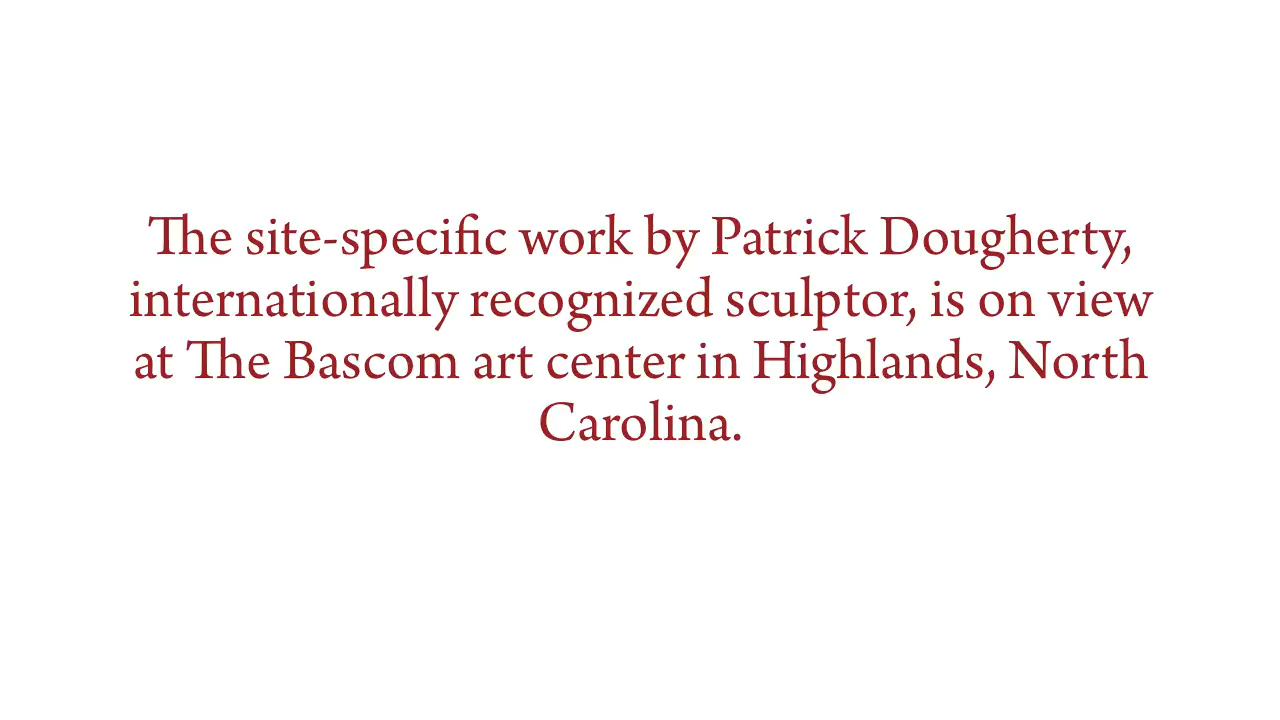 The site-specific work by Patrick Dougherty,
internationally recognized sculptor, is on view
at The Bascom art center in Highlands, North
Carolina.